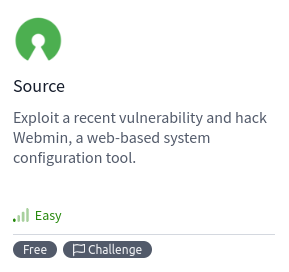 Source
Exploit a recent vulnerability and hack
Webmin, a web-based system
configuration tool.
Easy
Free
Challenge